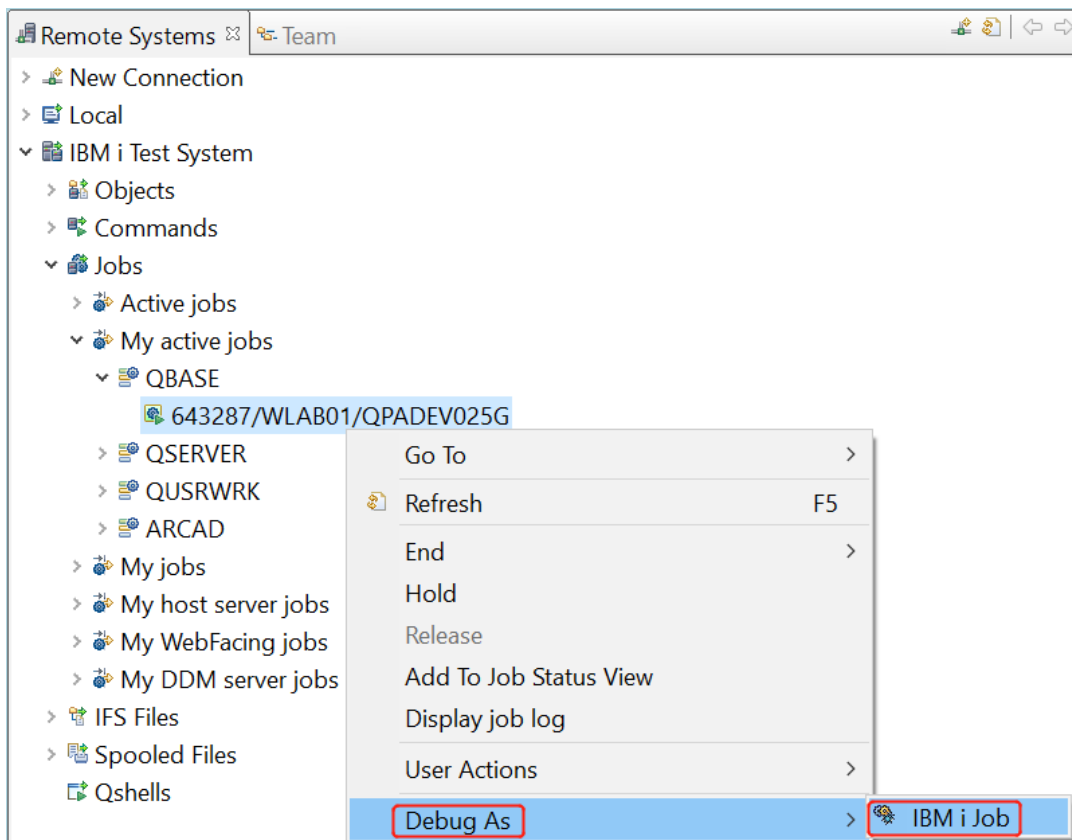 Remote Systems Team
New Connection
Local
IBM i Test System
Objects
Commands
Jobs
Active jobs
My active jobs
QBASE
643287/WLAB01/QPADEV025G
QSERVER
QUSRWRK
ARCAD
My jobs
My host server jobs
My WebFacing jobs
My DDM server jobs
IFS Files
Spooled Files
Qshells
Go To
Refresh F5
End
Hold
Release
Add To Job Status View
Display job log
User Actions
Debug As
IBM i Job